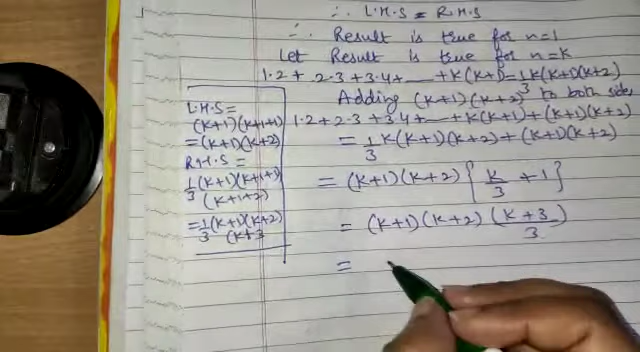 ∴ L.H.S = R.H.S
∴ Result is true for n=1
Let Result is true for n=k
1·2 + 2·3 + 3·4 + --- + k(k+1) = 1/3 k(k+1)(k+2)
Adding (k+1)(k+2) to both sides
1·2 + 2·3 + 3·4 + --- + k(k+1) + (k+1)(k+2)
= 1/3 k(k+1)(k+2) + (k+1)(k+2)
= (k+1)(k+2) { k/3 + 1 }
= (k+1)(k+2) (k+3)/3
=
L.H.S =
(k+1)(k+1+1)
= (k+1)(k+2)
R.H.S =
1/3 (k+1)(k+1+1)
(k+1+2)
= 1/3 (k+1)(k+2)
(k+3